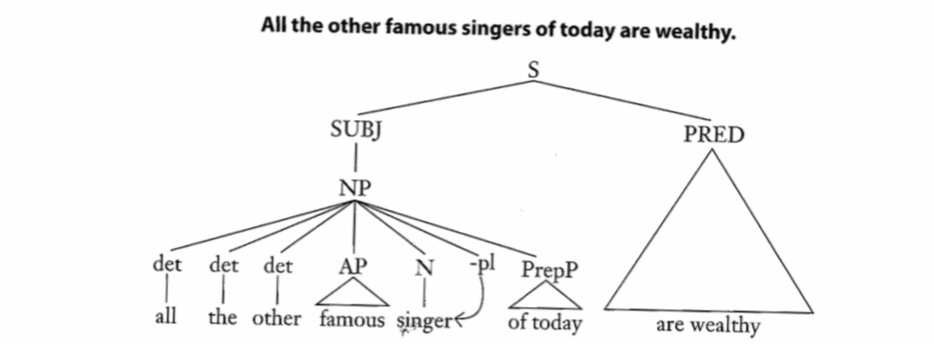 All the other famous singers of today are wealthy.
S
SUBJ PRED
NP
det det det AP N -pl PrepP
all the other famous singer of today are wealthy